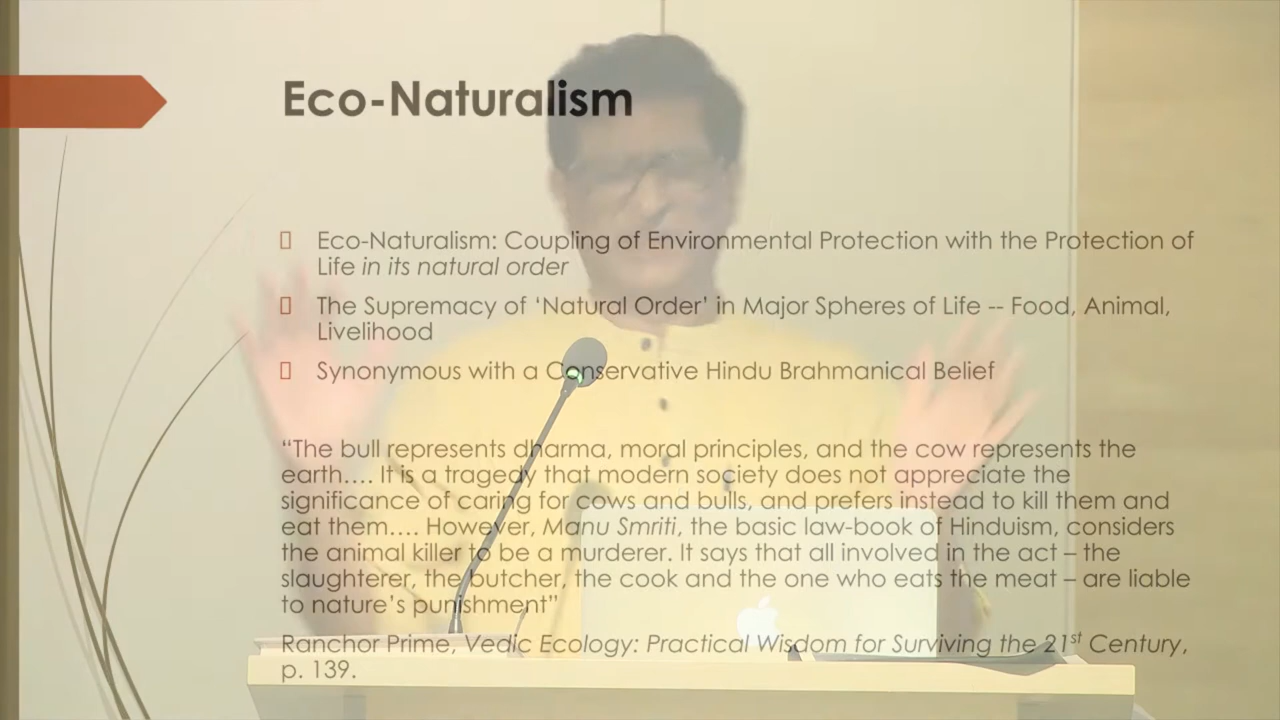 Eco-Naturalism
Eco-Naturalism: Coupling of Environmental Protection with the Protection of
Life in its natural order
The Supremacy of ‘Natural Order’ in Major Spheres of Life -- Food, Animal,
Livelihood
Synonymous with a Conservative Hindu Brahmanical Belief
“The bull represents dharma, moral principles, and the cow represents the
earth…. It is a tragedy that modern society does not appreciate the
significance of caring for cows and bulls, and prefers instead to kill them and
eat them…. However, Manu Smriti, the basic law-book of Hinduism, considers
the animal killer to be a murderer. It says that all involved in the act – the
slaughterer, the butcher, the cook and the one who eats the meat – are liable
to nature’s punishment”
Ranchor Prime, Vedic Ecology: Practical Wisdom for Surviving the 21st Century,
p. 139.